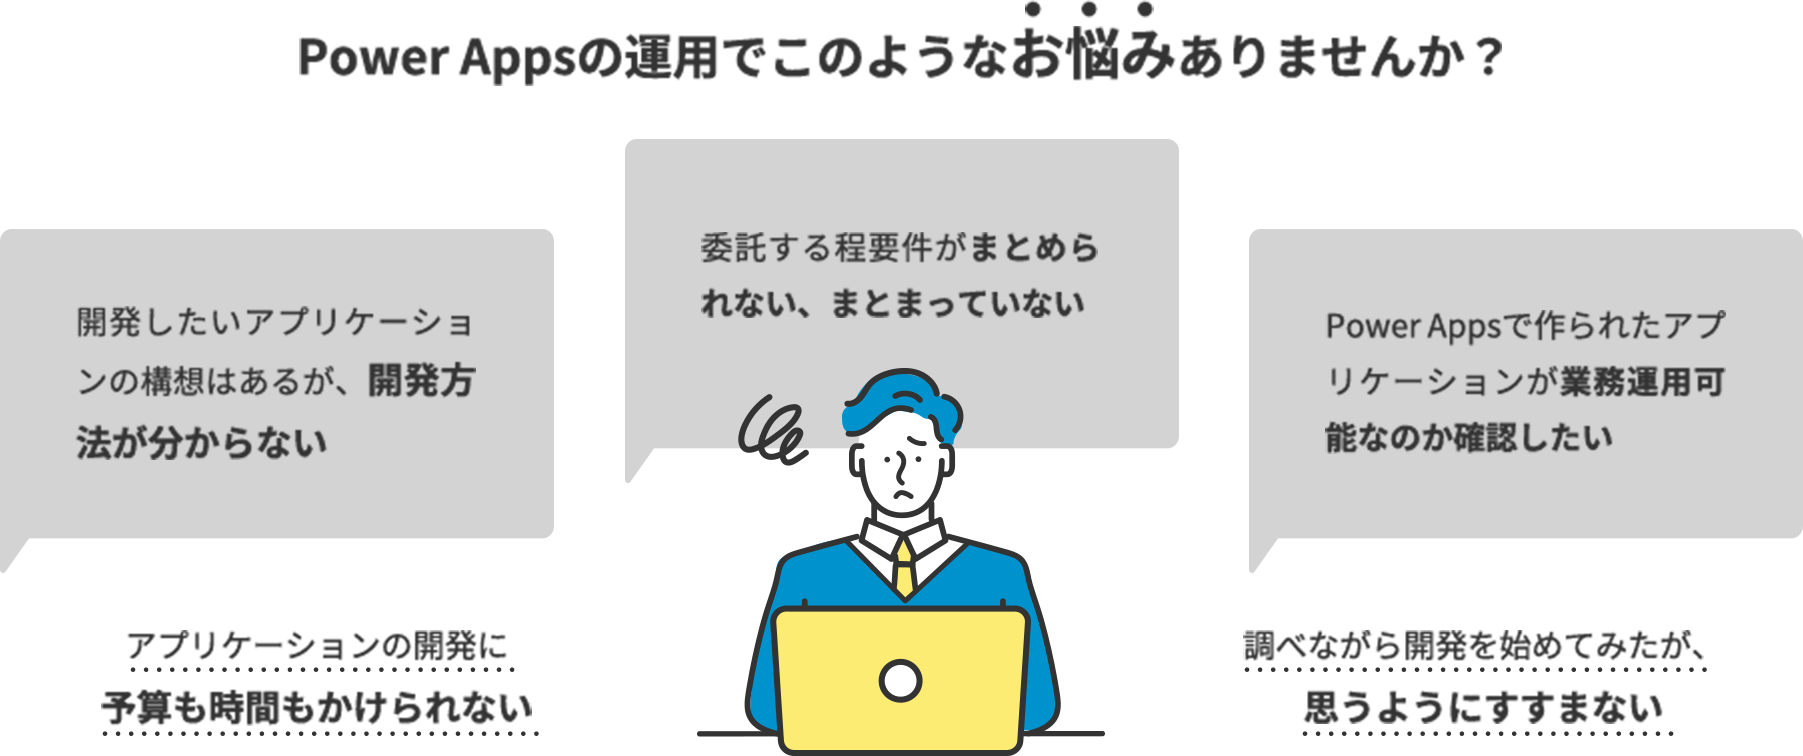 Power Appsの運用でこのようなお悩みありませんか？
委託する程要件がまとめら
れない、まとまっていない
開発したいアプリケーショ
ンの構想はあるが、開発方
法が分からない
Power Appsで作られたアプ
リケーションが業務運用可
能なのか確認したい
アプリケーションの開発に
予算も時間もかけられない
調べながら開発を始めてみたが、
思うようにすすまない